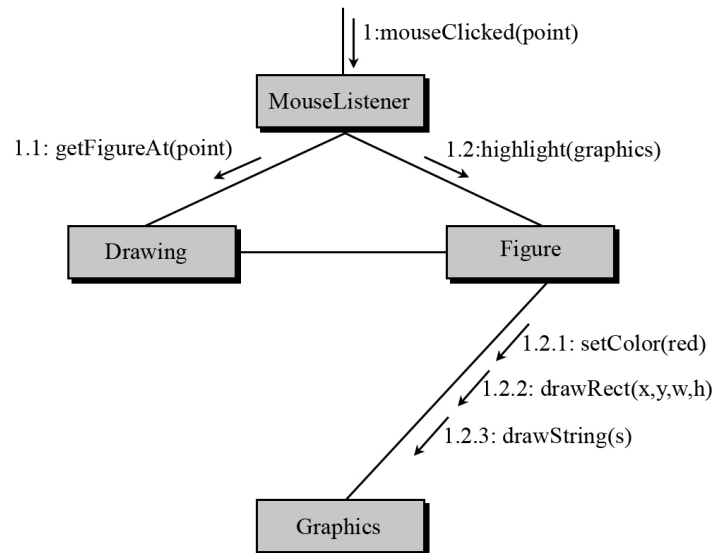 1:mouseClicked(point)
MouseListener
1.1: getFigureAt(point)
1.2:highlight(graphics)
Drawing
Figure
1.2.1: setColor(red)
1.2.2: drawRect(x,y,w,h)
1.2.3: drawString(s)
Graphics